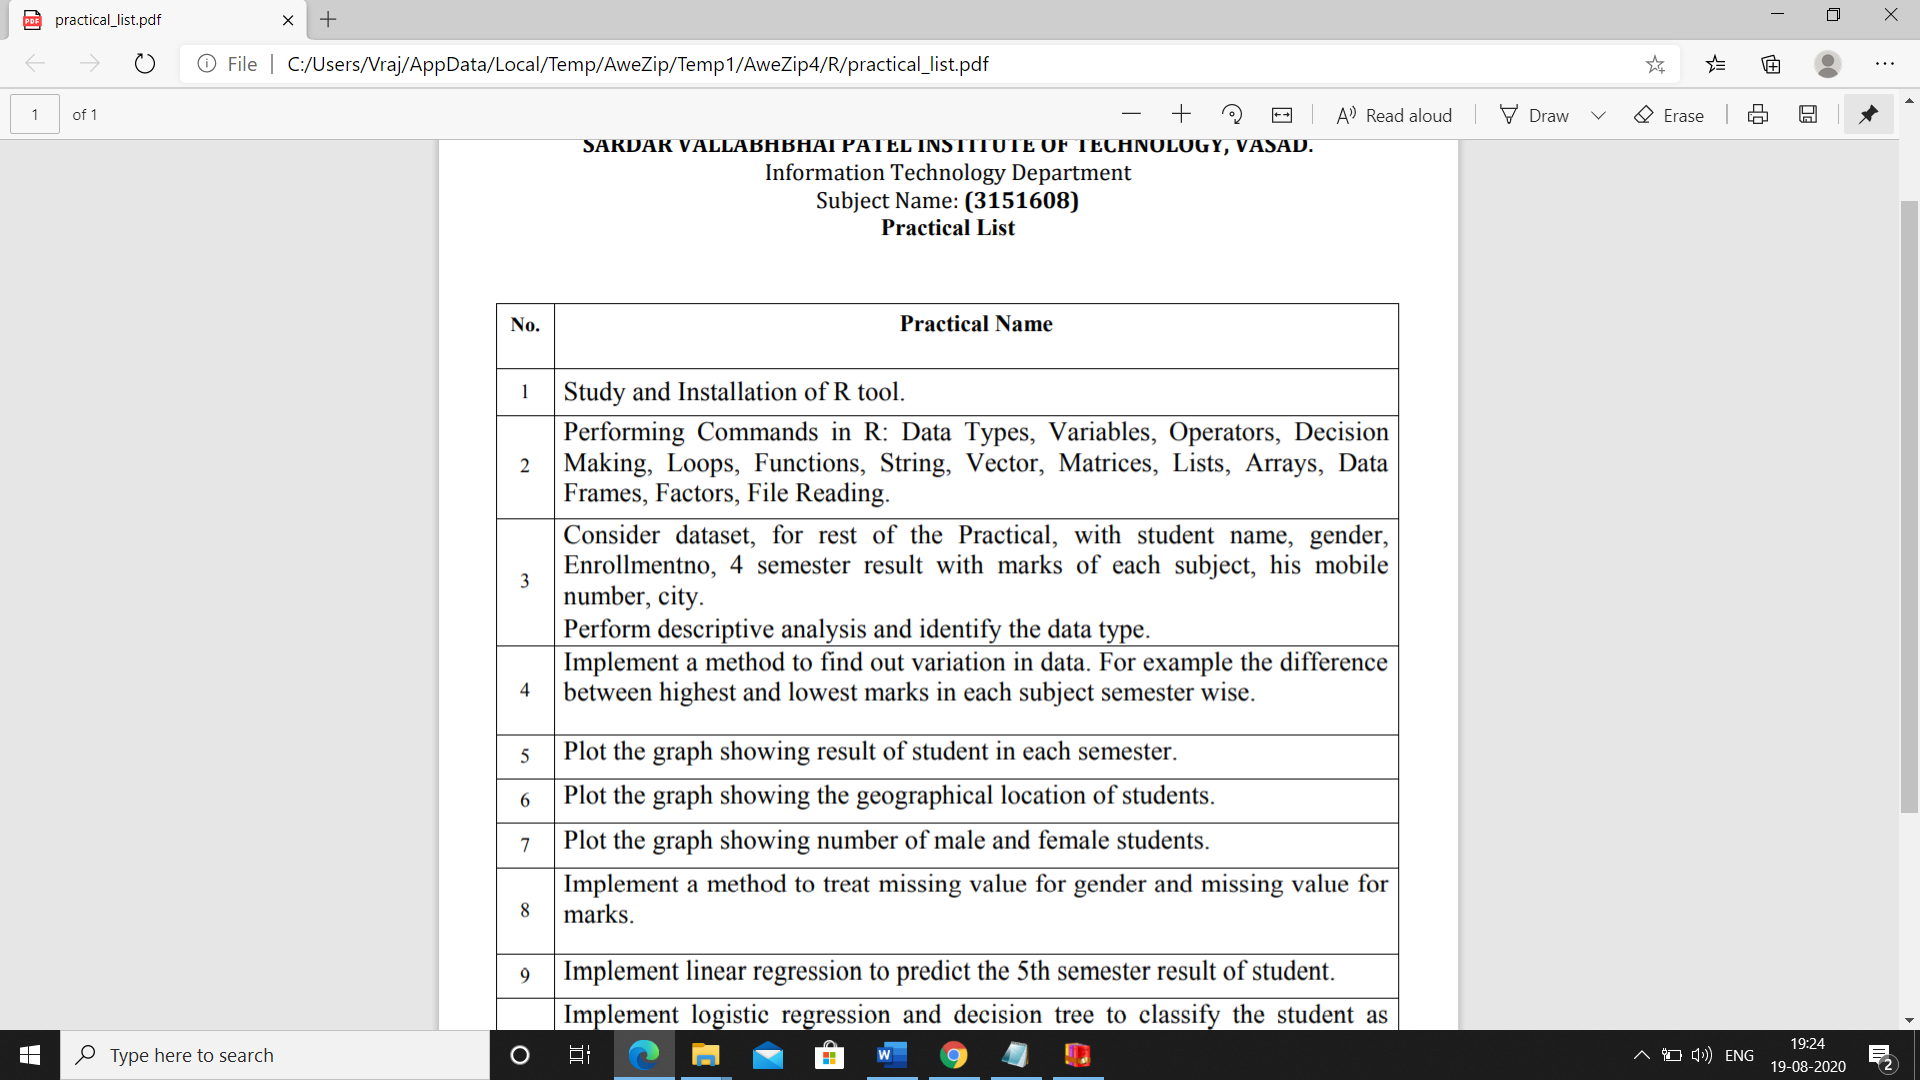 practical_list.pdf
File
C:/Users/Vraj/AppData/Local/Temp/AweZip/Temp1/AweZip4/R/practical_list.pdf
1 of 1
Read aloud
Draw
Erase
SARDAR VALLABHBHAI PATEL INSTITUTE OF TECHNOLOGY, VASAD.
Information Technology Department
Subject Name: (3151608)
Practical List
No. Practical Name
1 Study and Installation of R tool.
Performing Commands in R: Data Types, Variables, Operators, Decision
2 Making, Loops, Functions, String, Vector, Matrices, Lists, Arrays, Data
Frames, Factors, File Reading.
Consider dataset, for rest of the Practical, with student name, gender,
Enrollmentno, 4 semester result with marks of each subject, his mobile
3 number, city.
Perform descriptive analysis and identify the data type.
Implement a method to find out variation in data. For example the difference
4 between highest and lowest marks in each subject semester wise.
5 Plot the graph showing result of student in each semester.
6 Plot the graph showing the geographical location of students.
7 Plot the graph showing number of male and female students.
Implement a method to treat missing value for gender and missing value for
8 marks.
9 Implement linear regression to predict the 5th semester result of student.
Implement logistic regression and decision tree to classify the student as
Type here to search
ENG
19:24
19-08-2020
2